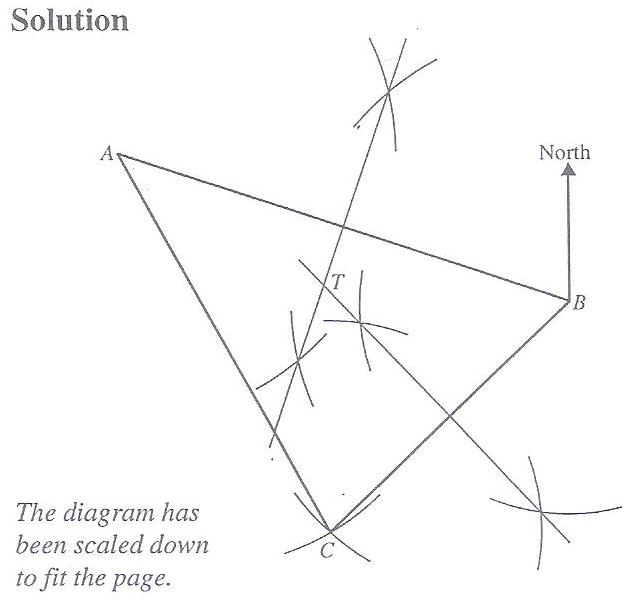 Solution
A
North
T
B
The diagram has
been scaled down
to fit the page.
C